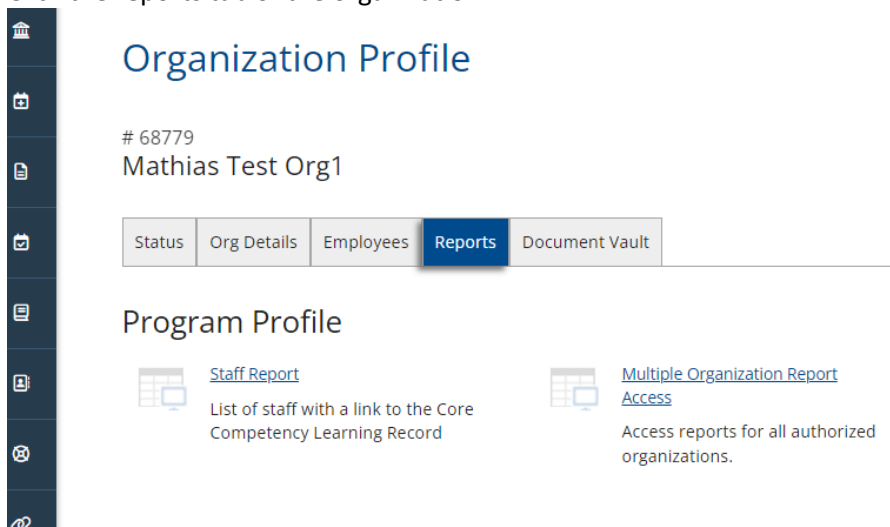 Organization Profile
# 68779
Mathias Test Org1
Status Org Details Employees Reports Document Vault
Program Profile
Staff Report
List of staff with a link to the Core
Competency Learning Record
Multiple Organization Report
Access
Access reports for all authorized
organizations.